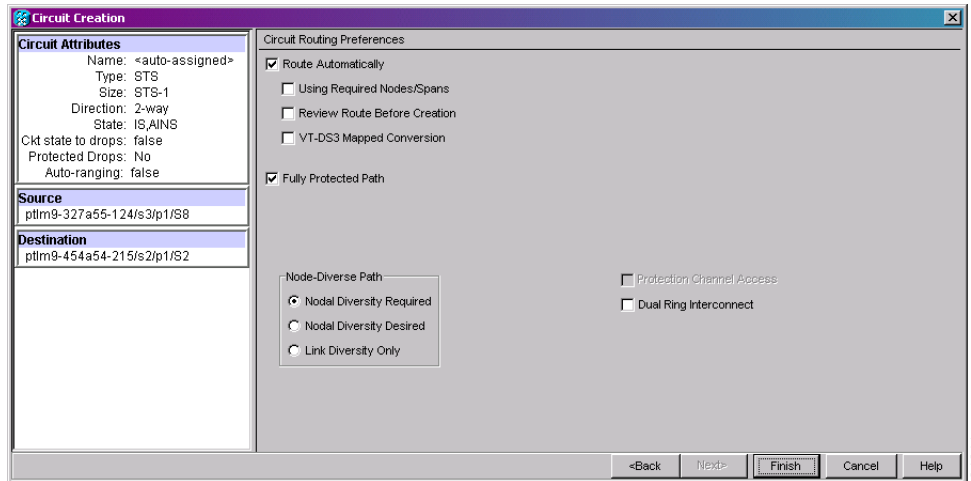 Circuit Creation
Circuit Attributes
Name: <auto-assigned>
Type: STS
Size: STS-1
Direction: 2-way
State: IS,AINS
Ckt state to drops: false
Protected Drops: No
Auto-ranging: false
Source
ptlm9-327a55-124/s3/p1/S8
Destination
ptlm9-454a54-215/s2/p1/S2
Circuit Routing Preferences
Route Automatically
Using Required Nodes/Spans
Review Route Before Creation
VT-DS3 Mapped Conversion
Fully Protected Path
Node-Diverse Path
Nodal Diversity Required
Nodal Diversity Desired
Link Diversity Only
Protection Channel Access
Dual Ring Interconnect
<Back
Next>
Finish
Cancel
Help